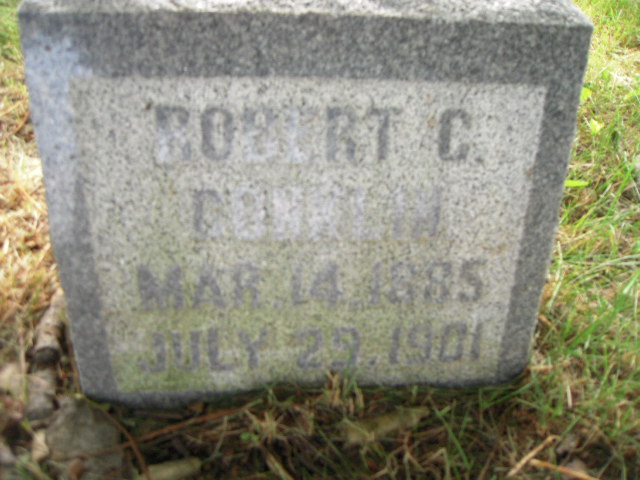 ROBERT C.
CONKLIN
MAR. 14, 1885
JULY 29, 1901